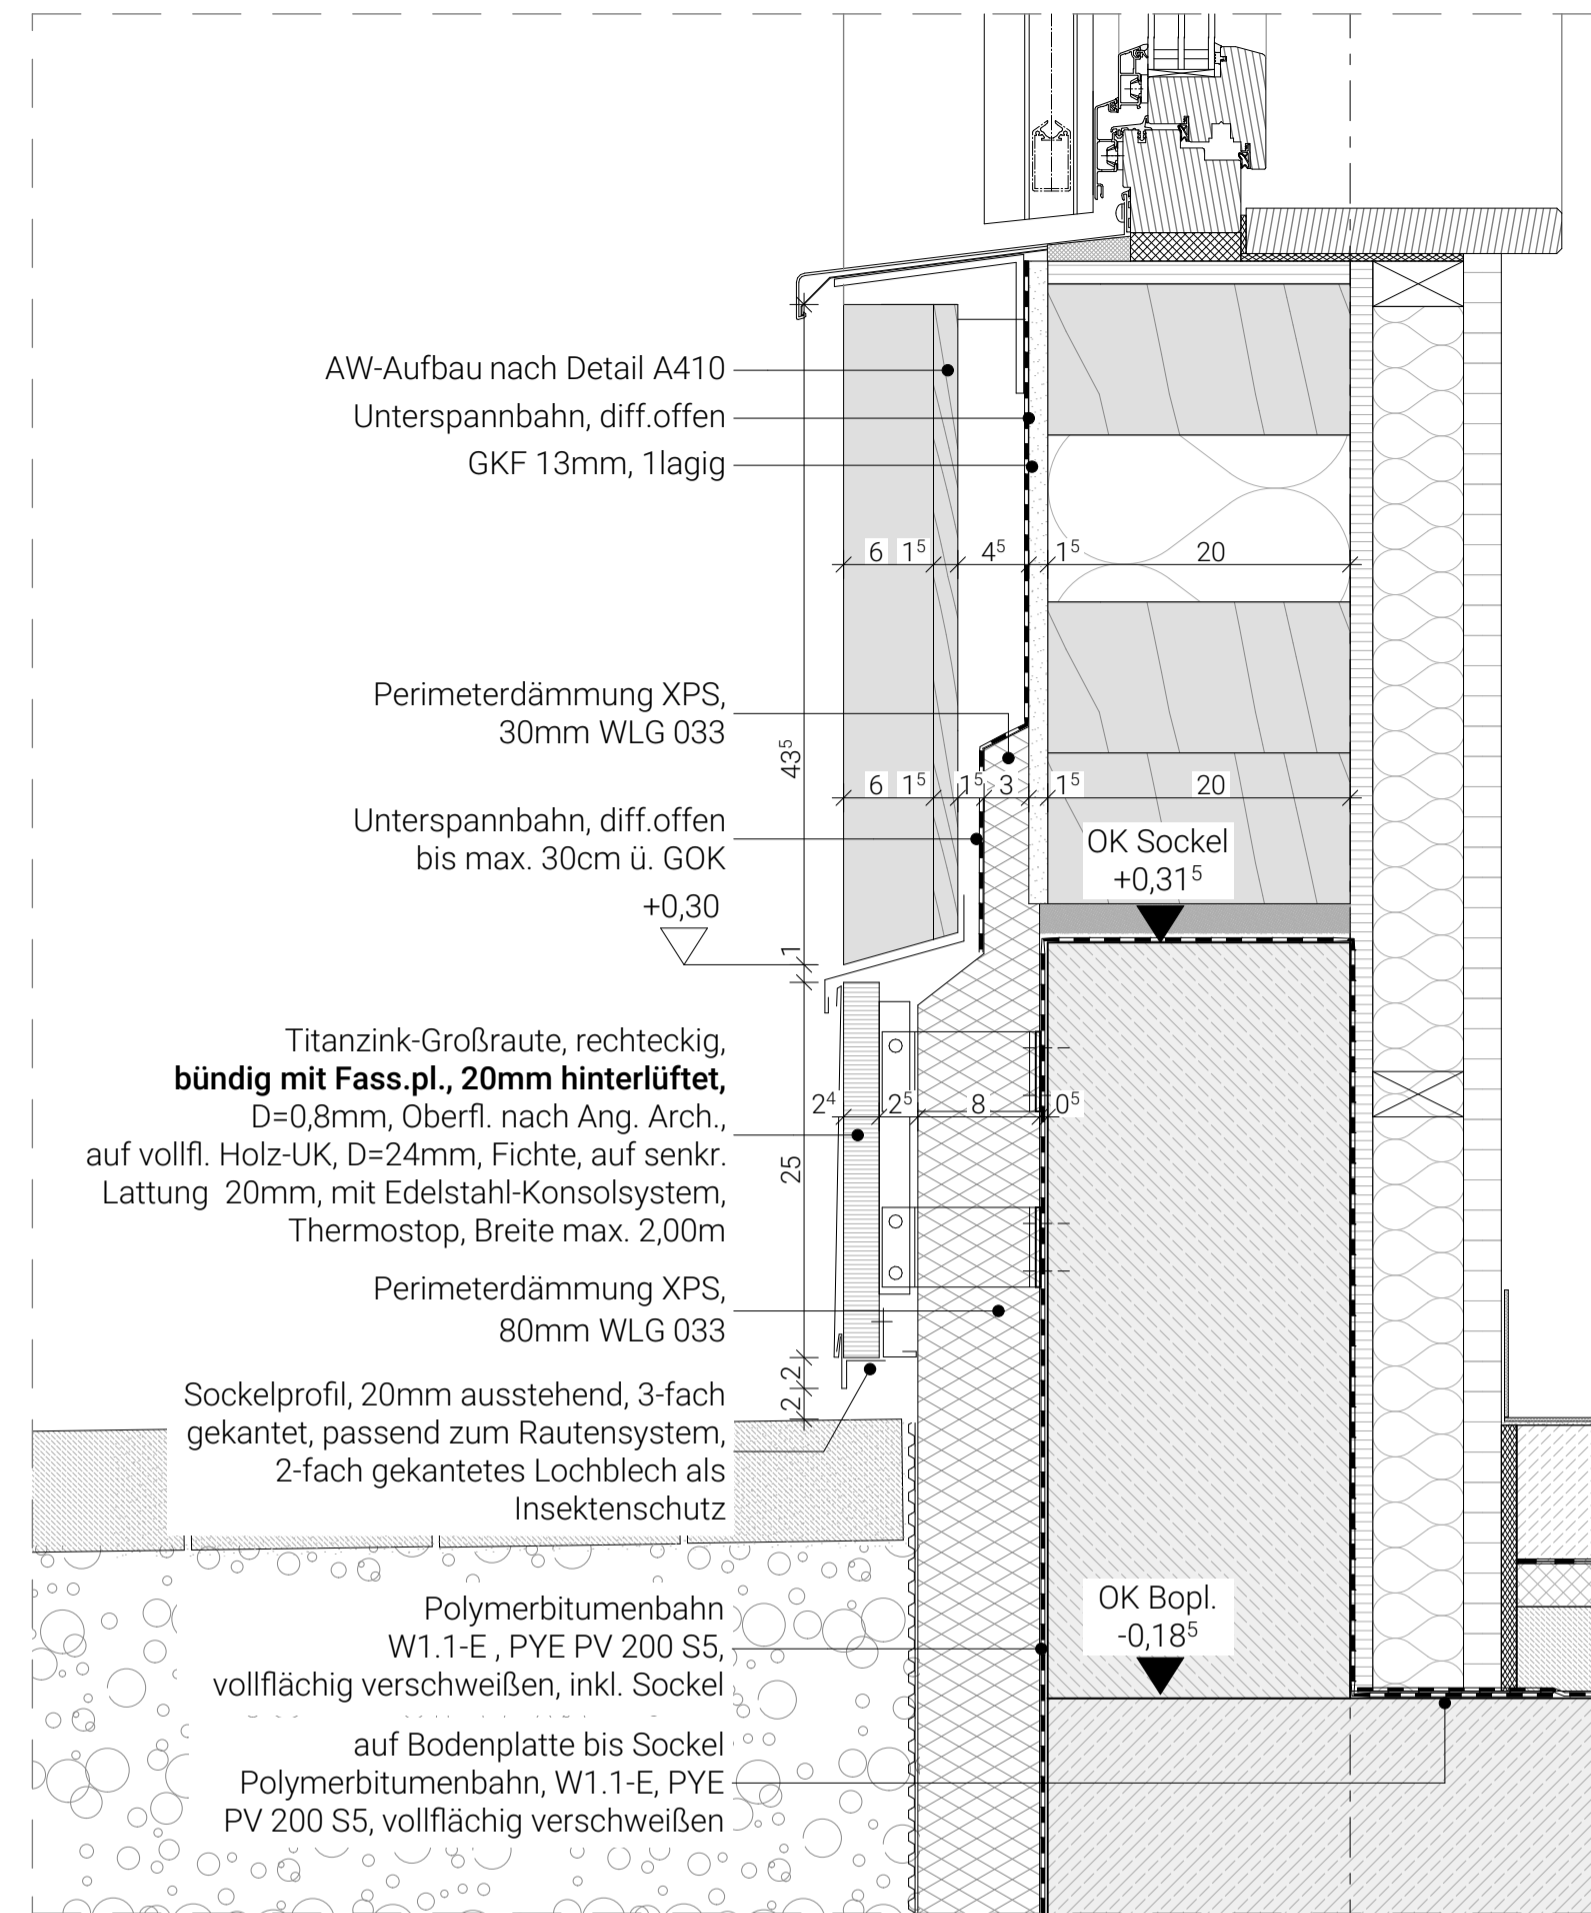 AW-Aufbau nach Detail A410
Unterspannbahn, diff.offen
GKF 13mm, 1lagig
6 1⁵ 4⁵ 1⁵ 20
Perimeterdämmung XPS,
30mm WLG 033
43⁵
6 1⁵ 1⁵ 3 1⁵ 20
Unterspannbahn, diff.offen
bis max. 30cm ü. GOK
OK Sockel
+0,31⁵
+0,30
1
Titanzink-Großraute, rechteckig,
bündig mit Fass.pl., 20mm hinterlüftet,
D=0,8mm, Oberfl. nach Ang. Arch.,
auf vollfl. Holz-UK, D=24mm, Fichte, auf senkr.
Lattung 20mm, mit Edelstahl-Konsolsystem,
Thermostop, Breite max. 2,00m
2⁴ 2⁵ 8 0⁵
25
Perimeterdämmung XPS,
80mm WLG 033
2
2
Sockelprofil, 20mm ausstehend, 3-fach
gekantet, passend zum Rautensystem,
2-fach gekantetes Lochblech als
Insektenschutz
Polymerbitumenbahn
W1.1-E , PYE PV 200 S5,
vollflächig verschweißen, inkl. Sockel
OK Bopl.
-0,18⁵
auf Bodenplatte bis Sockel
Polymerbitumenbahn, W1.1-E, PYE
PV 200 S5, vollflächig verschweißen